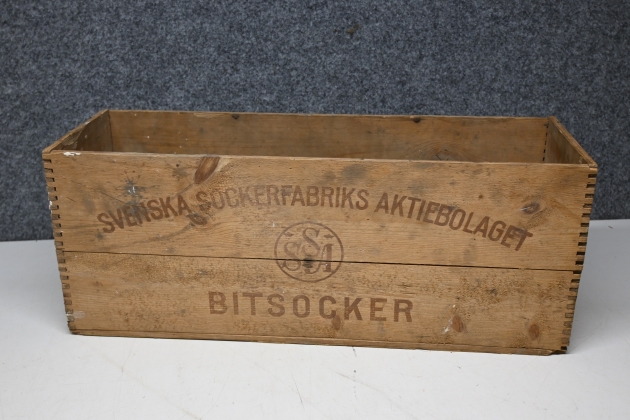 SVENSKA SOCKERFABRIKS AKTIEBOLAGET
SSA
BITSOCKER